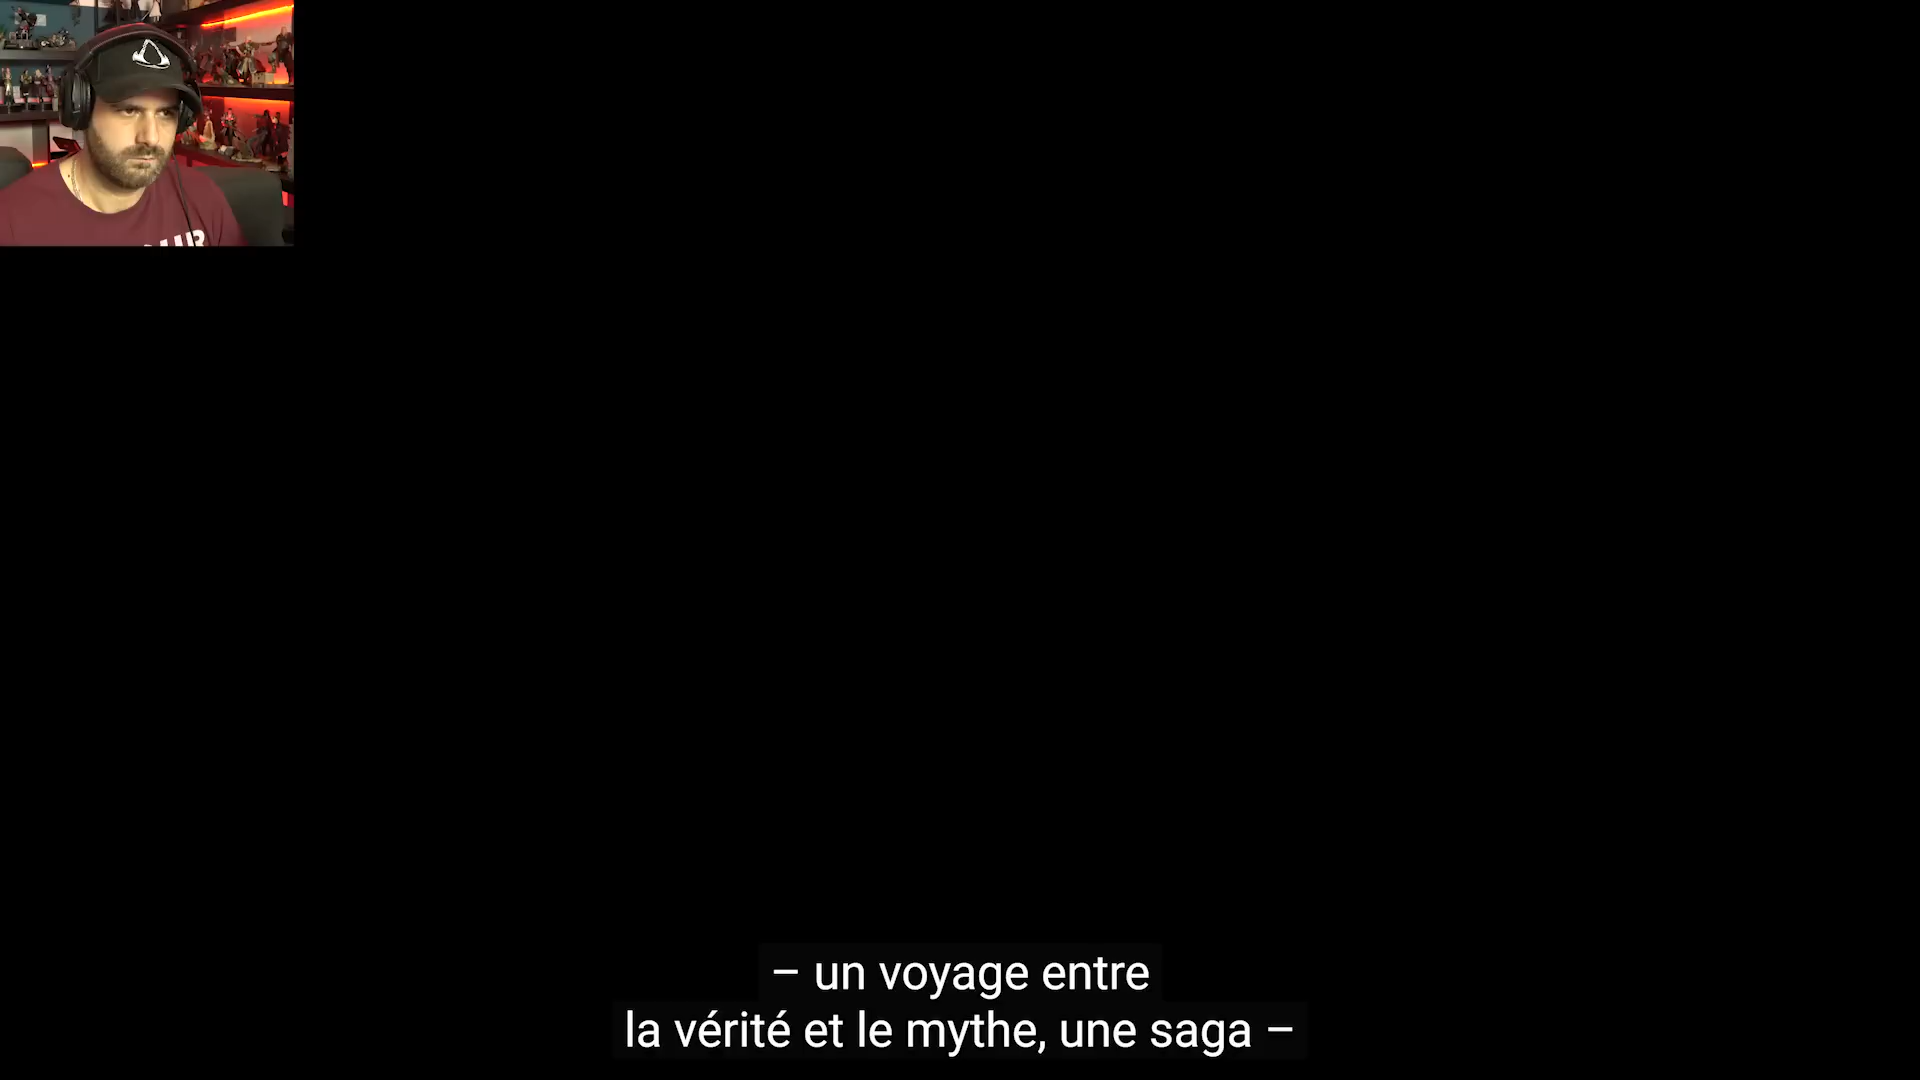 – un voyage entre
la vérité et le mythe, une saga –